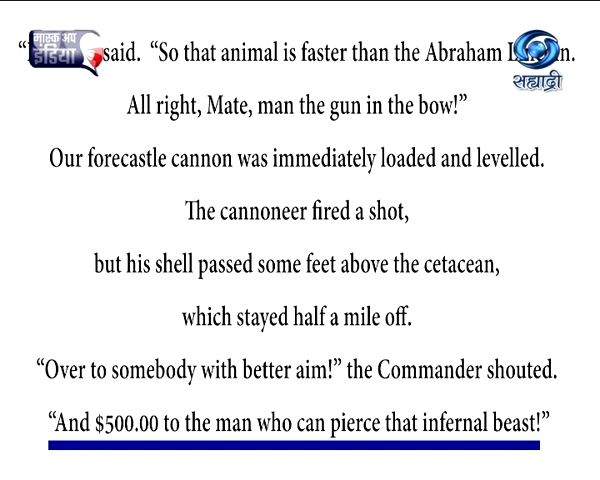 मास्क अप
इंडिया
सह्याद्री
said. “So that animal is faster than the Abraham
All right, Mate, man the gun in the bow!”
Our forecastle cannon was immediately loaded and levelled.
The cannoneer fired a shot,
but his shell passed some feet above the cetacean,
which stayed half a mile off.
“Over to somebody with better aim!” the Commander shouted.
“And $500.00 to the man who can pierce that infernal beast!”